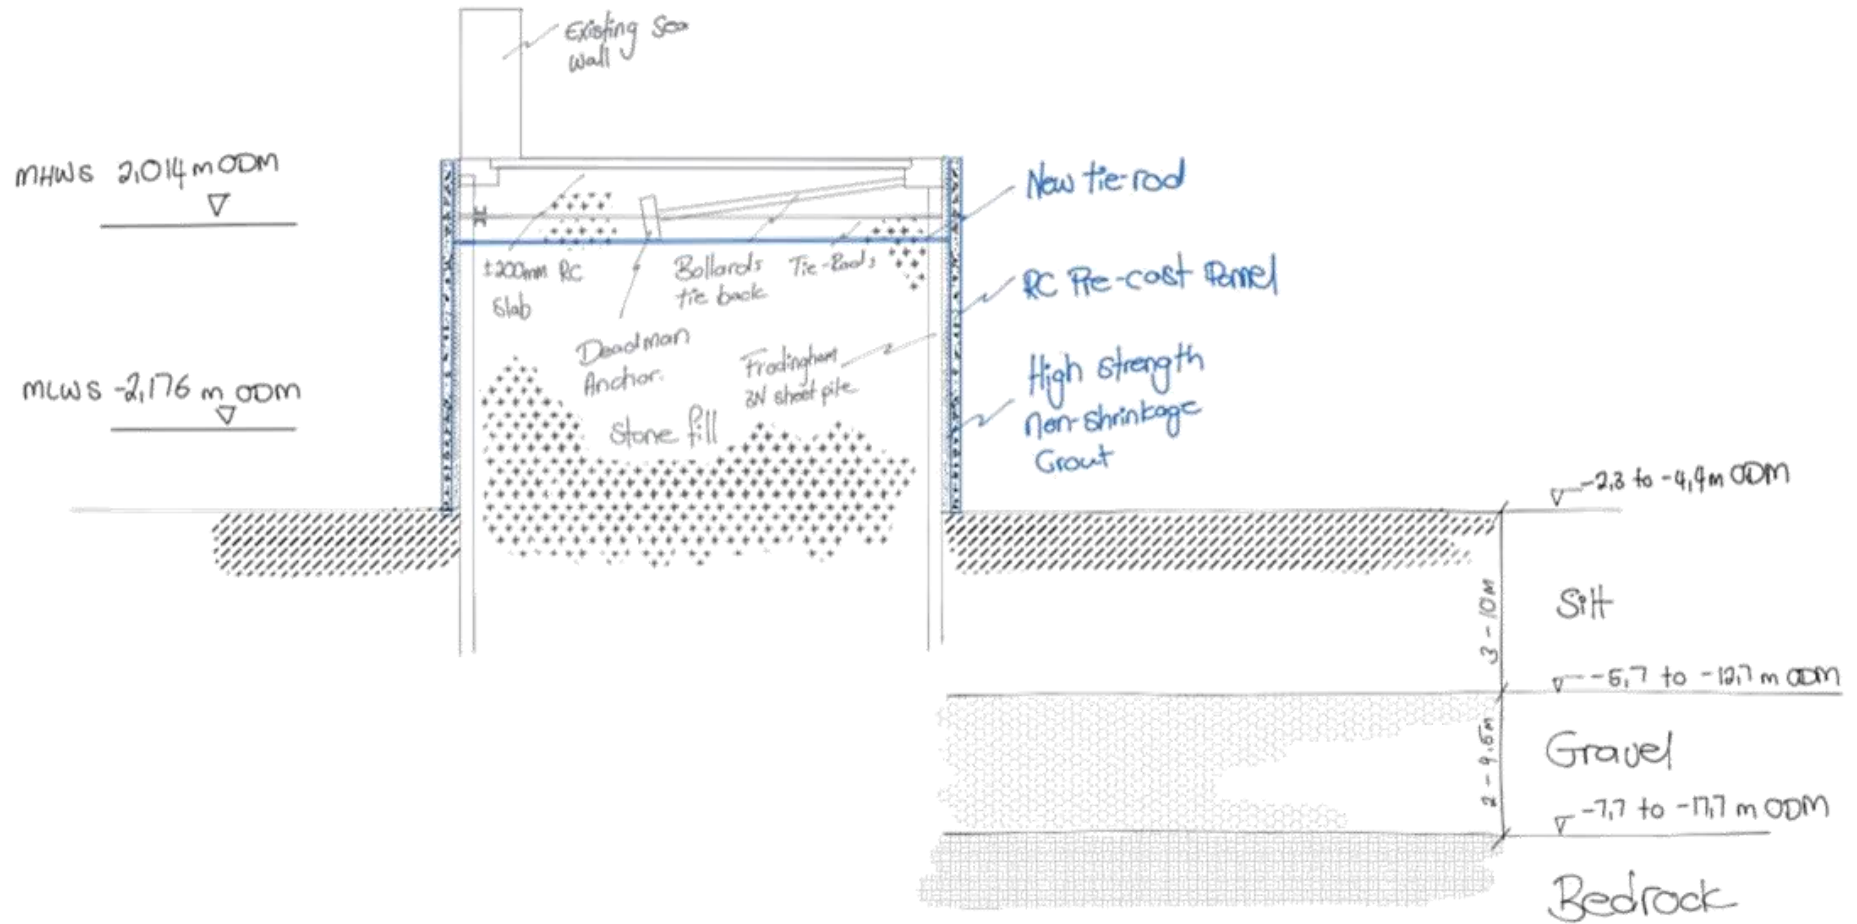 Existing Sea
wall
MHWS 2,014 m ODM
New tie-rod
±200mm RC
Slab
Bollards
tie back
Tie-Rods
RC Pre-cast Panel
Deadman
Anchor.
Frodingham
3N sheet pile
High strength
non-shrinkage
Grout
MLWS -2,176 m ODM
Stone fill
-2,3 to -4,4m ODM
3 - 10m
Silt
-5,7 to -12,7 m ODM
2 - 9.5m
Gravel
-7,7 to -17,7 m ODM
Bedrock